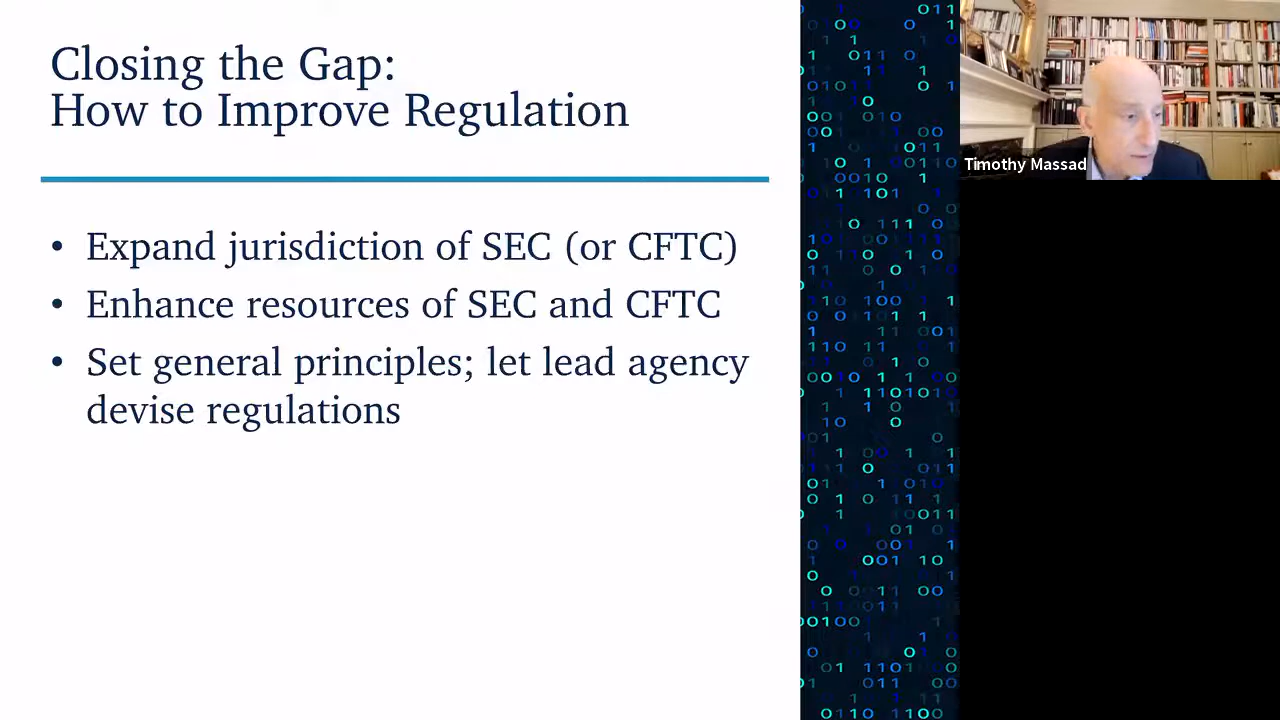 Closing the Gap:
How to Improve Regulation
• Expand jurisdiction of SEC (or CFTC)
• Enhance resources of SEC and CFTC
• Set general principles; let lead agency
devise regulations
Timothy Massad